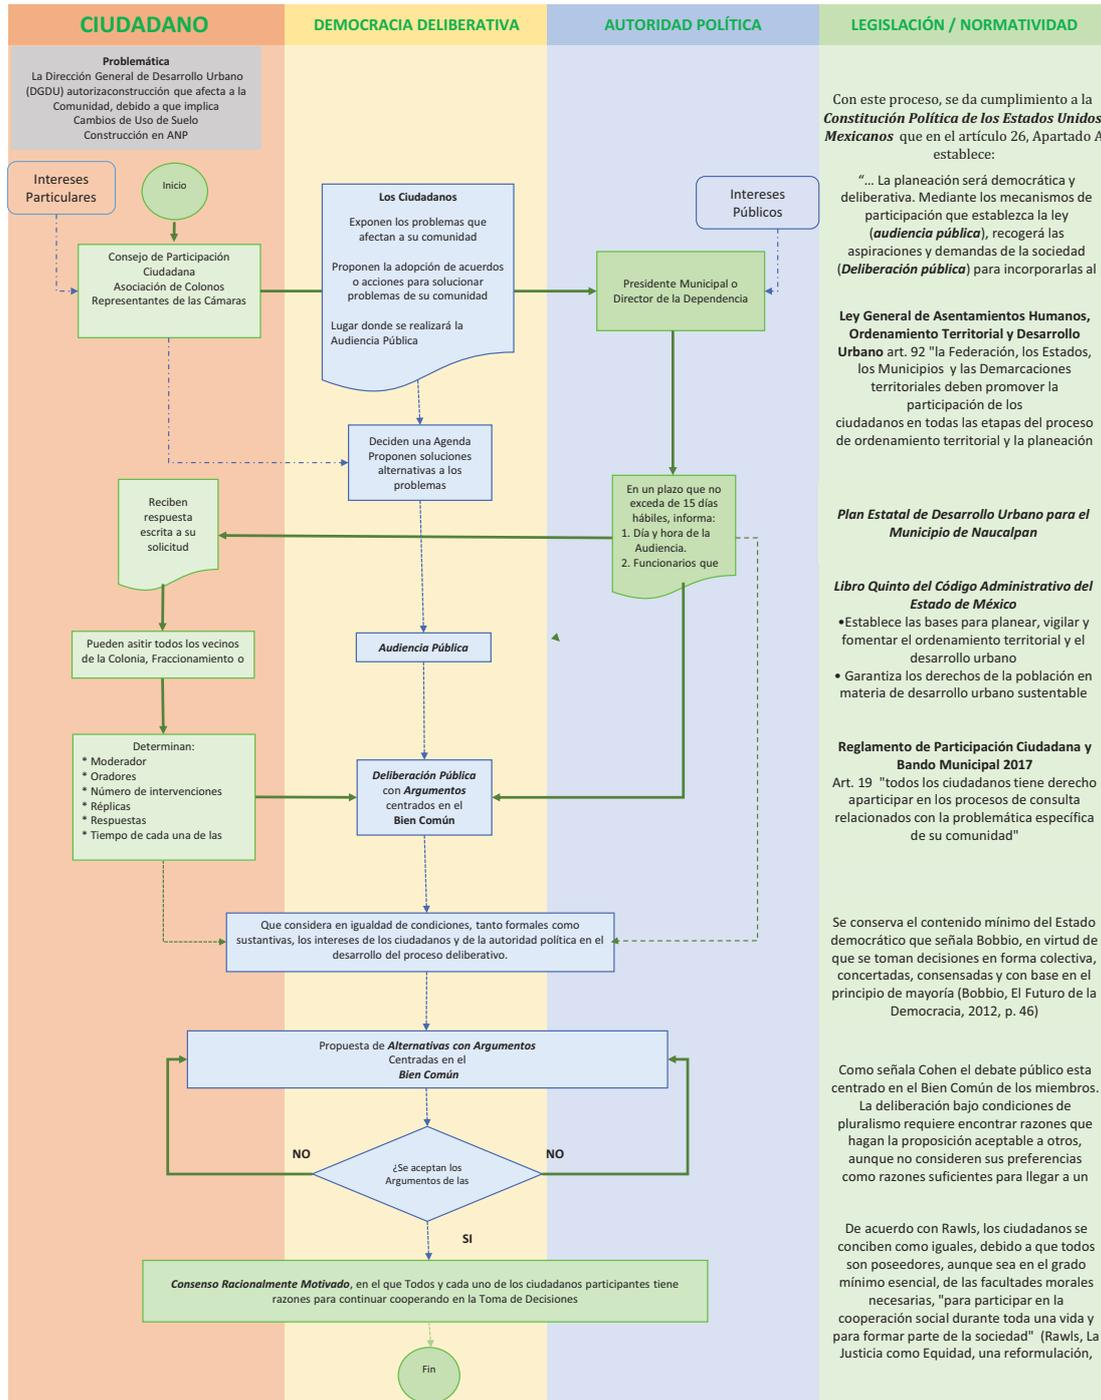 CIUDADANO
DEMOCRACIA DELIBERATIVA
AUTORIDAD POLÍTICA
LEGISLACIÓN / NORMATIVIDAD
Problemática
La Dirección General de Desarrollo Urbano
(DGDU) autorizaconstrucción que afecta a la
Comunidad, debido a que implica
Cambios de Uso de Suelo
Construcción en ANP
Intereses
Particulares
Inicio
Consejo de Participación
Ciudadana
Asociación de Colonos
Representantes de las Cámaras
Los Ciudadanos
Exponen los problemas que
afectan a su comunidad
Proponen la adopción de acuerdos
o acciones para solucionar
problemas de su comunidad
Lugar donde se realizará la
Audiencia Pública
Intereses
Públicos
Presidente Municipal o
Director de la Dependencia
Deciden una Agenda
Proponen soluciones
alternativas a los
problemas
Reciben
respuesta
escrita a su
solicitud
En un plazo que no
exceda de 15 días
hábiles, informa:
1. Día y hora de la
Audiencia.
2. Funcionarios que
Pueden asitir todos los vecinos
de la Colonia, Fraccionamiento o
Audiencia Pública
Determinan:
* Moderador
* Oradores
* Número de intervenciones
* Réplicas
* Respuestas
* Tiempo de cada una de las
Deliberación Pública
con Argumentos
centrados en el
Bien Común
Que considera en igualdad de condiciones, tanto formales como
sustantivas, los intereses de los ciudadanos y de la autoridad política en el
desarrollo del proceso deliberativo.
Propuesta de Alternativas con Argumentos
Centradas en el
Bien Común
NO
NO
¿Se aceptan los
Argumentos de las
SI
Consenso Racionalmente Motivado, en el que Todos y cada uno de los ciudadanos participantes tiene
razones para continuar cooperando en la Toma de Decisiones
Fin
Con este proceso, se da cumplimiento a la
Constitución Política de los Estados Unidos
Mexicanos que en el artículo 26, Apartado A
establece:
“… La planeación será democrática y
deliberativa. Mediante los mecanismos de
participación que establezca la ley
(audiencia pública), recogerá las
aspiraciones y demandas de la sociedad
(Deliberación pública) para incorporarlas al
Ley General de Asentamientos Humanos,
Ordenamiento Territorial y Desarrollo
Urbano art. 92 "la Federación, los Estados,
los Municipios y las Demarcaciones
territoriales deben promover la
participación de los
ciudadanos en todas las etapas del proceso
de ordenamiento territorial y la planeación
Plan Estatal de Desarrollo Urbano para el
Municipio de Naucalpan
Libro Quinto del Código Administrativo del
Estado de México
•Establece las bases para planear, vigilar y
fomentar el ordenamiento territorial y el
desarrollo urbano
• Garantiza los derechos de la población en
materia de desarrollo urbano sustentable
Reglamento de Participación Ciudadana y
Bando Municipal 2017
Art. 19 "todos los ciudadanos tiene derecho
aparticipar en los procesos de consulta
relacionados con la problemática específica
de su comunidad"
Se conserva el contenido mínimo del Estado
democrático que señala Bobbio, en virtud de
que se toman decisiones en forma colectiva,
concertadas, consensadas y con base en el
principio de mayoría (Bobbio, El Futuro de la
Democracia, 2012, p. 46)
Como señala Cohen el debate público esta
centrado en el Bien Común de los miembros.
La deliberación bajo condiciones de
pluralismo requiere encontrar razones que
hagan la proposición aceptable a otros,
aunque no consideren sus preferencias
como razones suficientes para llegar a un
De acuerdo con Rawls, los ciudadanos se
conciben como iguales, debido a que todos
son poseedores, aunque sea en el grado
mínimo esencial, de las facultades morales
necesarias, "para participar en la
cooperación social durante toda una vida y
para formar parte de la sociedad" (Rawls, La
Justicia como Equidad, una reformulación,